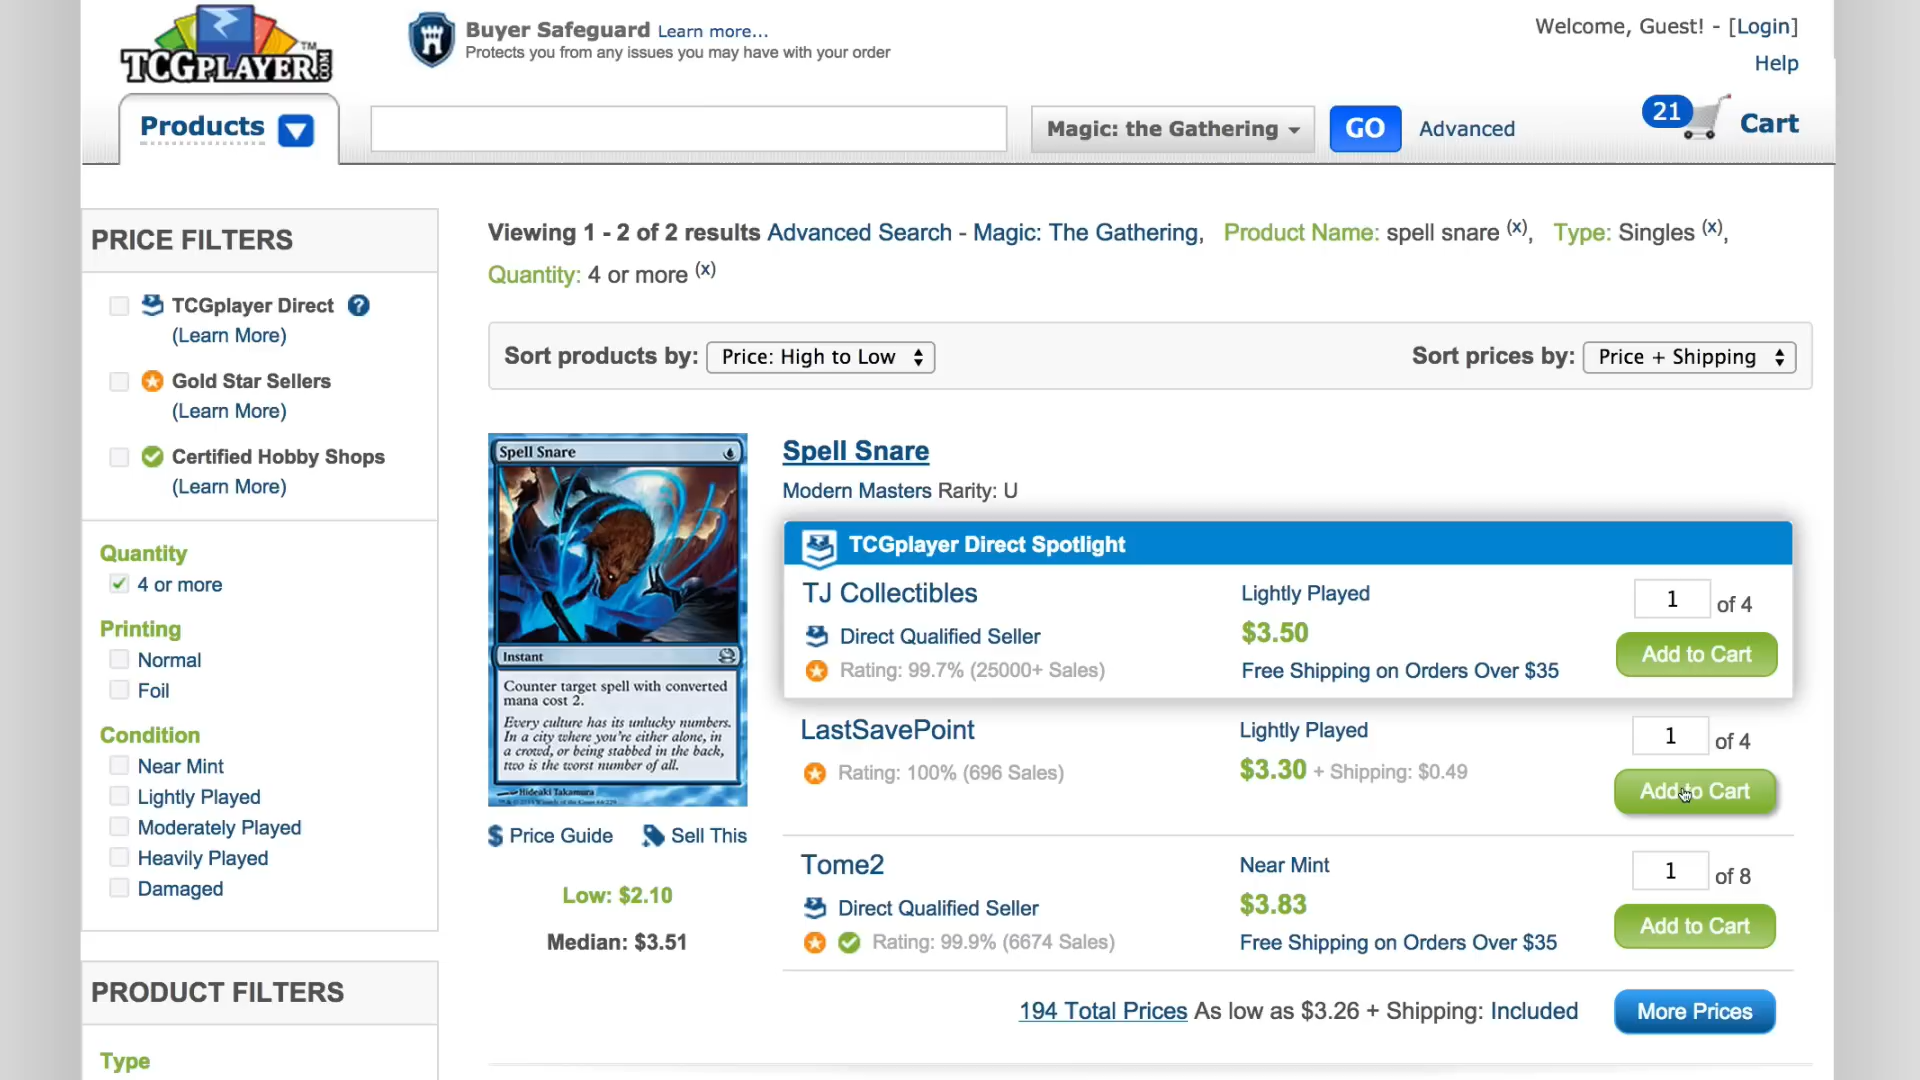 TCGPLAYER.COM™
Buyer Safeguard Learn more...
Protects you from any issues you may have with your order
Welcome, Guest! - [Login]
Help
Products
Magic: the Gathering
GO
Advanced
21
Cart
PRICE FILTERS
TCGplayer Direct ?
(Learn More)
Gold Star Sellers
(Learn More)
Certified Hobby Shops
(Learn More)
Quantity
4 or more
Printing
Normal
Foil
Condition
Near Mint
Lightly Played
Moderately Played
Heavily Played
Damaged
PRODUCT FILTERS
Type
Viewing 1 - 2 of 2 results Advanced Search - Magic: The Gathering, Product Name: spell snare (x), Type: Singles (x),
Quantity: 4 or more (x)
Sort products by: Price: High to Low
Sort prices by: Price + Shipping
Spell Snare
Instant
Counter target spell with converted
mana cost 2.
Every culture has its unlucky numbers.
In a city where you're either alone, in
a crowd, or being stabbed in the back,
two is the worst number of all.
Hideaki Takamura
$ Price Guide
Sell This
Low: $2.10
Median: $3.51
Spell Snare
Modern Masters Rarity: U
TCGplayer Direct Spotlight
TJ Collectibles
Direct Qualified Seller
Rating: 99.7% (25000+ Sales)
Lightly Played
$3.50
Free Shipping on Orders Over $35
1 of 4
Add to Cart
LastSavePoint
Rating: 100% (696 Sales)
Lightly Played
$3.30 + Shipping: $0.49
1 of 4
Add to Cart
Tome2
Direct Qualified Seller
Rating: 99.9% (6674 Sales)
Near Mint
$3.83
Free Shipping on Orders Over $35
1 of 8
Add to Cart
194 Total Prices As low as $3.26 + Shipping: Included
More Prices